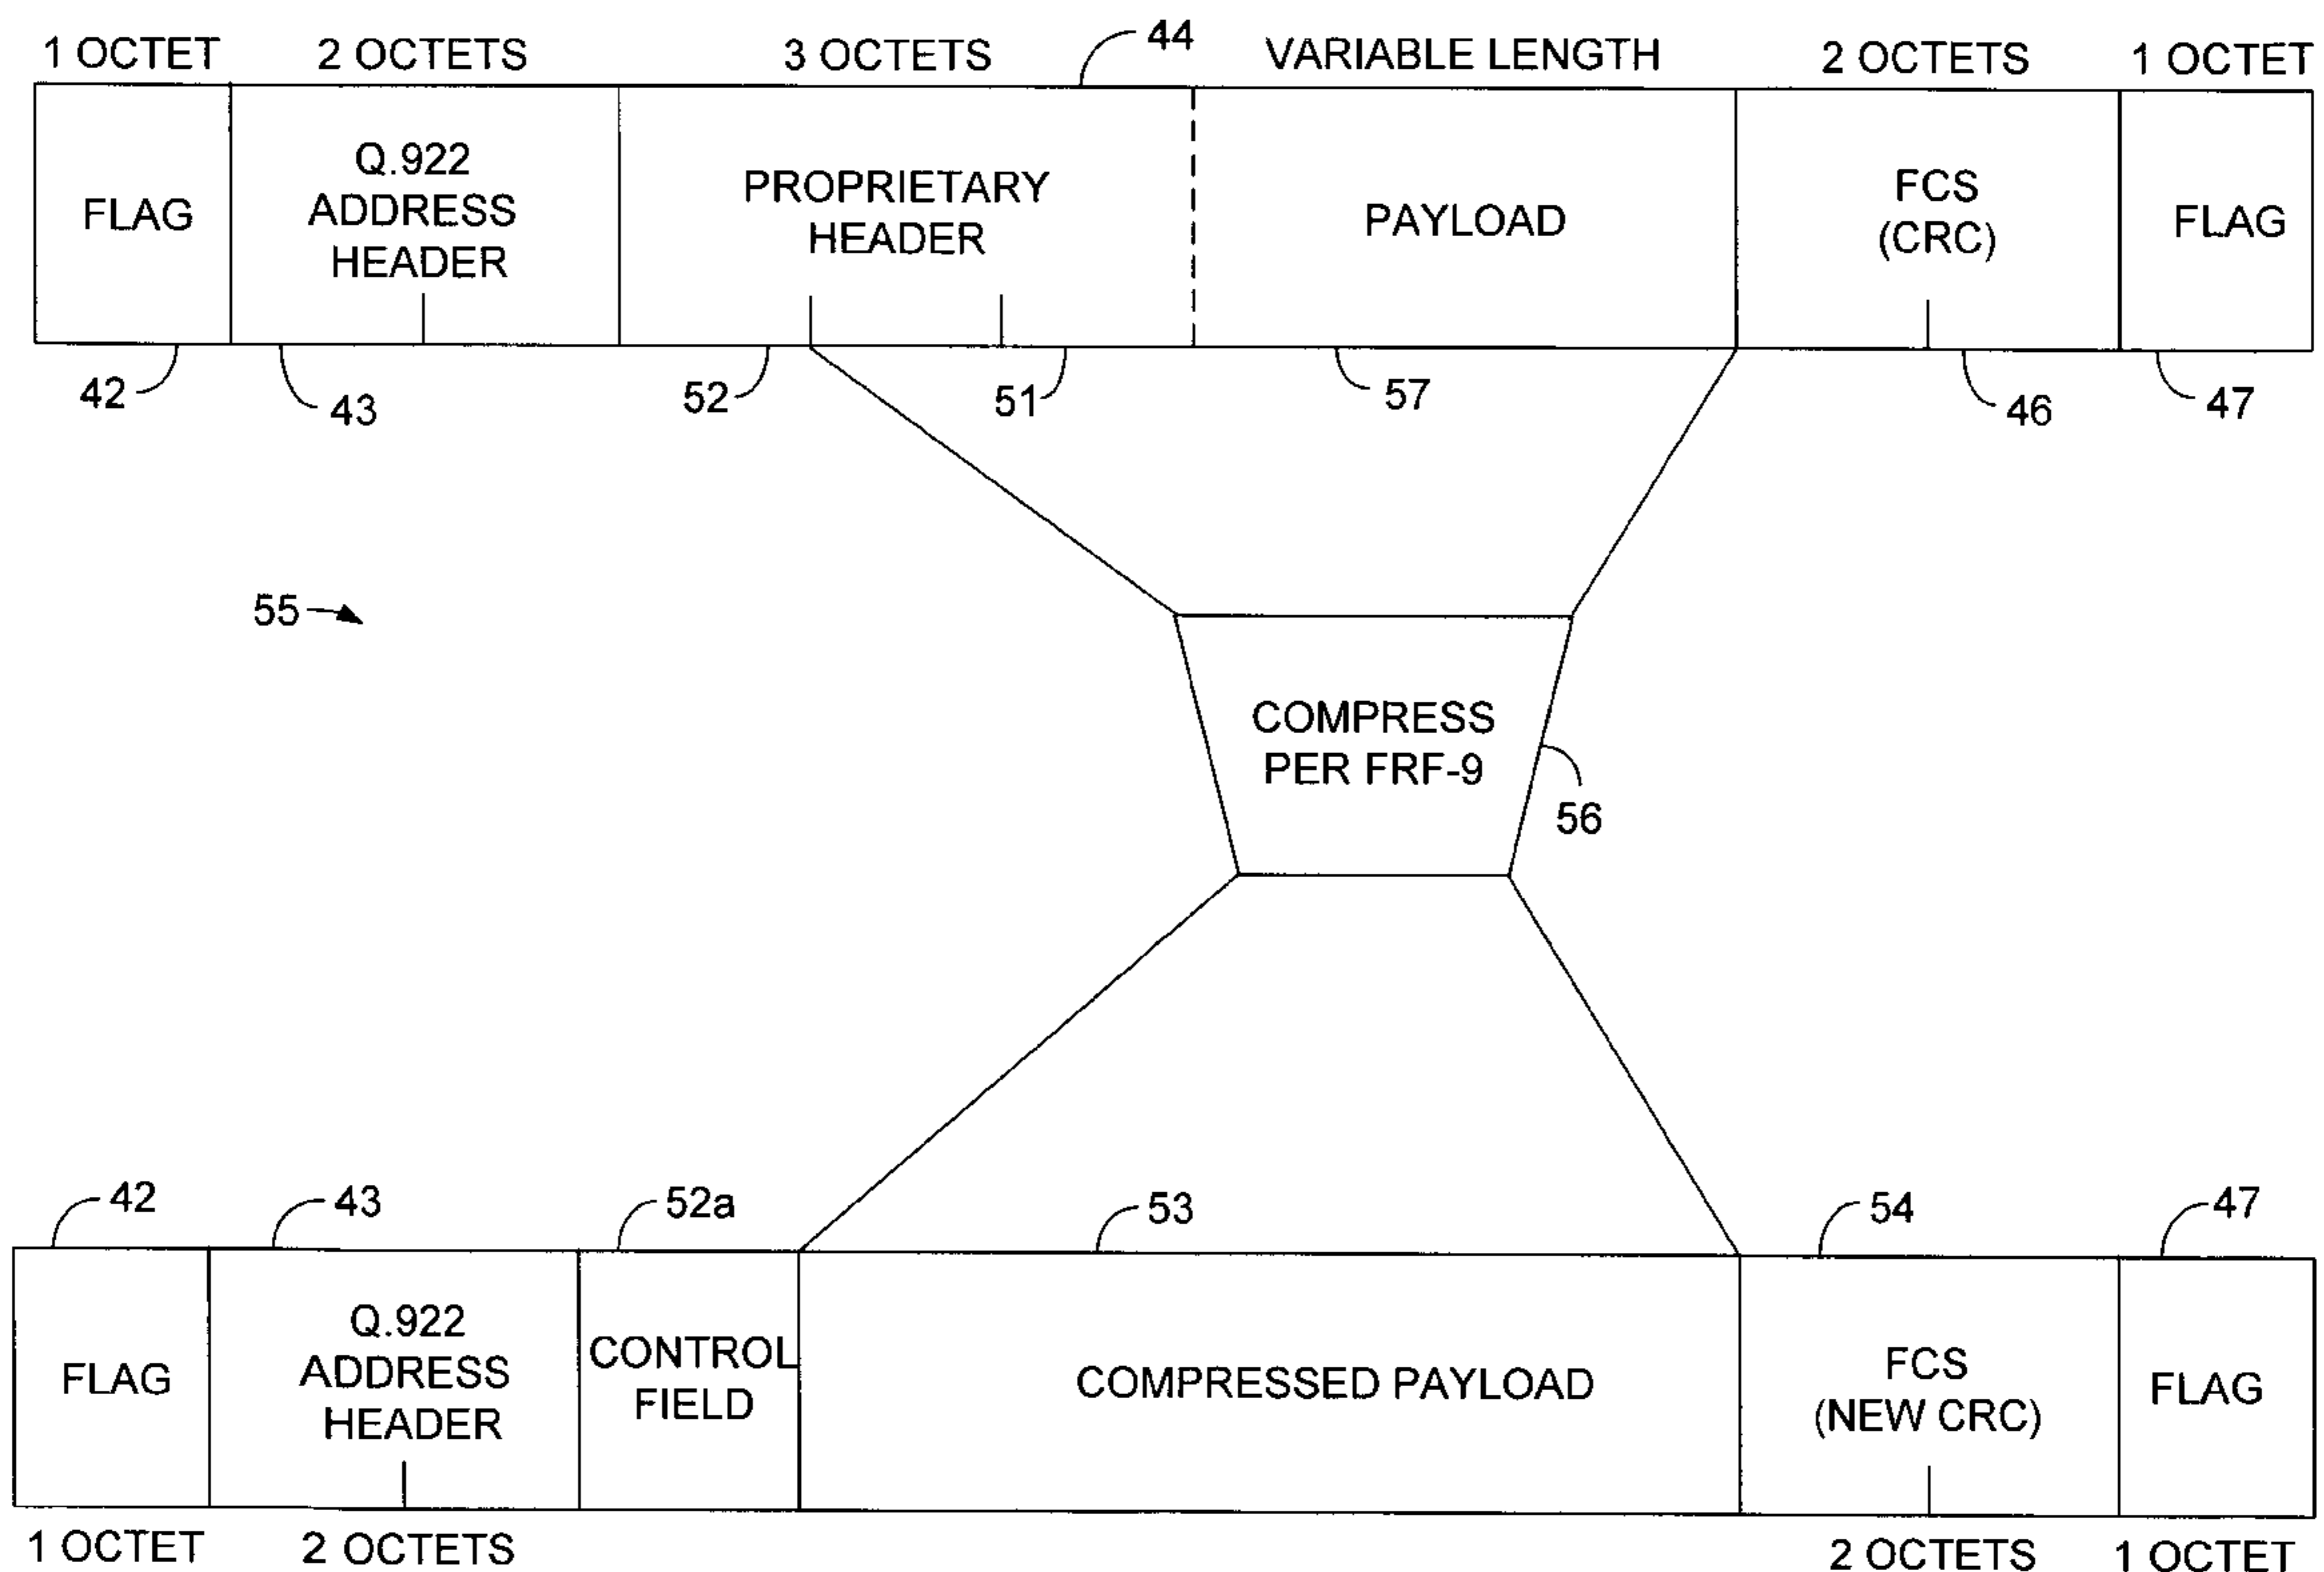 1 OCTET 2 OCTETS 3 OCTETS 44 VARIABLE LENGTH 2 OCTETS 1 OCTET
FLAG
Q.922
ADDRESS
HEADER
PROPRIETARY
HEADER
PAYLOAD
FCS
(CRC)
FLAG
42 43 52 51 57 46 47
55
COMPRESS
PER FRF-9
56
42 43 52a 53 54 47
FLAG
Q.922
ADDRESS
HEADER
CONTROL
FIELD
COMPRESSED PAYLOAD
FCS
(NEW CRC)
FLAG
1 OCTET 2 OCTETS 2 OCTETS 1 OCTET